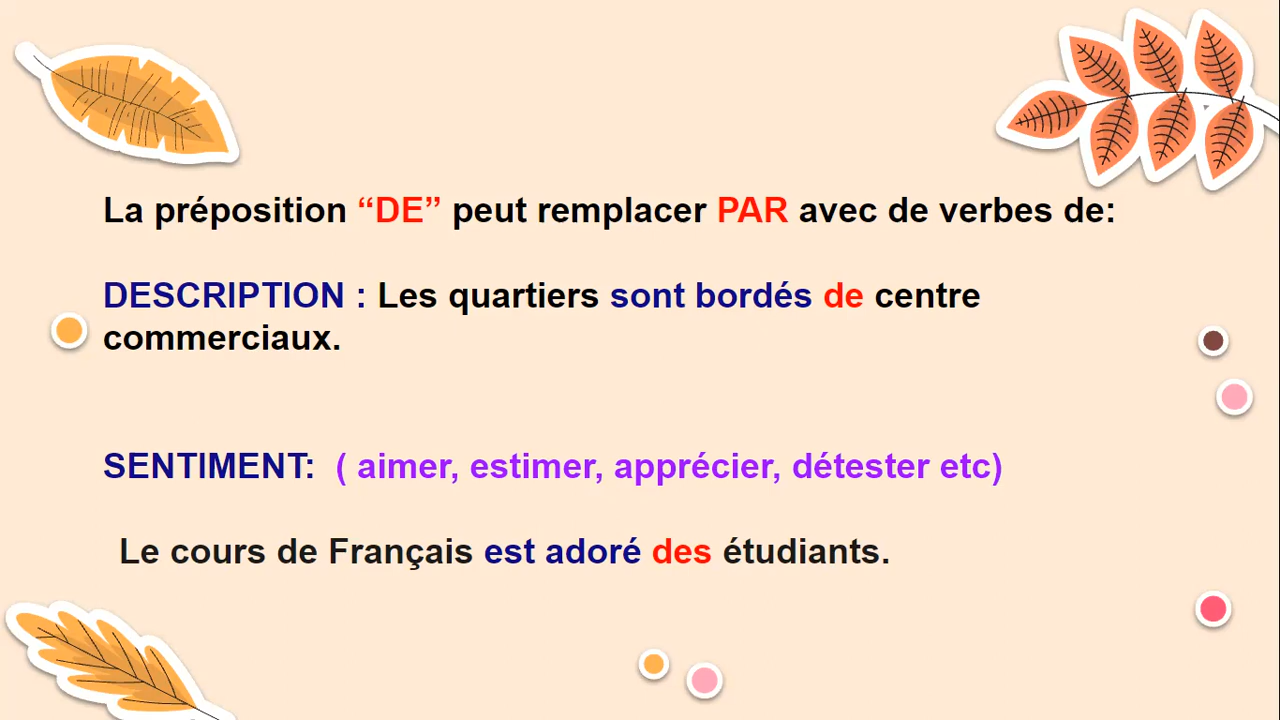 La préposition “DE” peut remplacer PAR avec de verbes de:
DESCRIPTION : Les quartiers sont bordés de centre
commerciaux.
SENTIMENT: ( aimer, estimer, apprécier, détester etc)
Le cours de Français est adoré des étudiants.